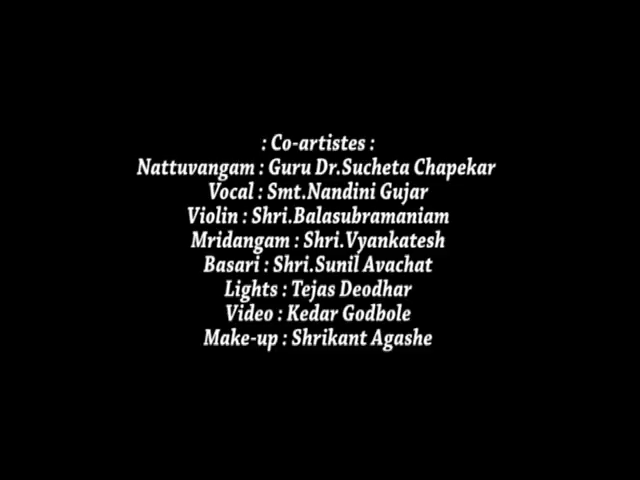 : Co-artistes :
Nattuvangam : Guru Dr.Sucheta Chapekar
Vocal : Smt.Nandini Gujar
Violin : Shri.Balasubramaniam
Mridangam : Shri.Vyankatesh
Basari : Shri.Sunil Avachat
Lights : Tejas Deodhar
Video : Kedar Godbole
Make-up : Shrikant Agashe